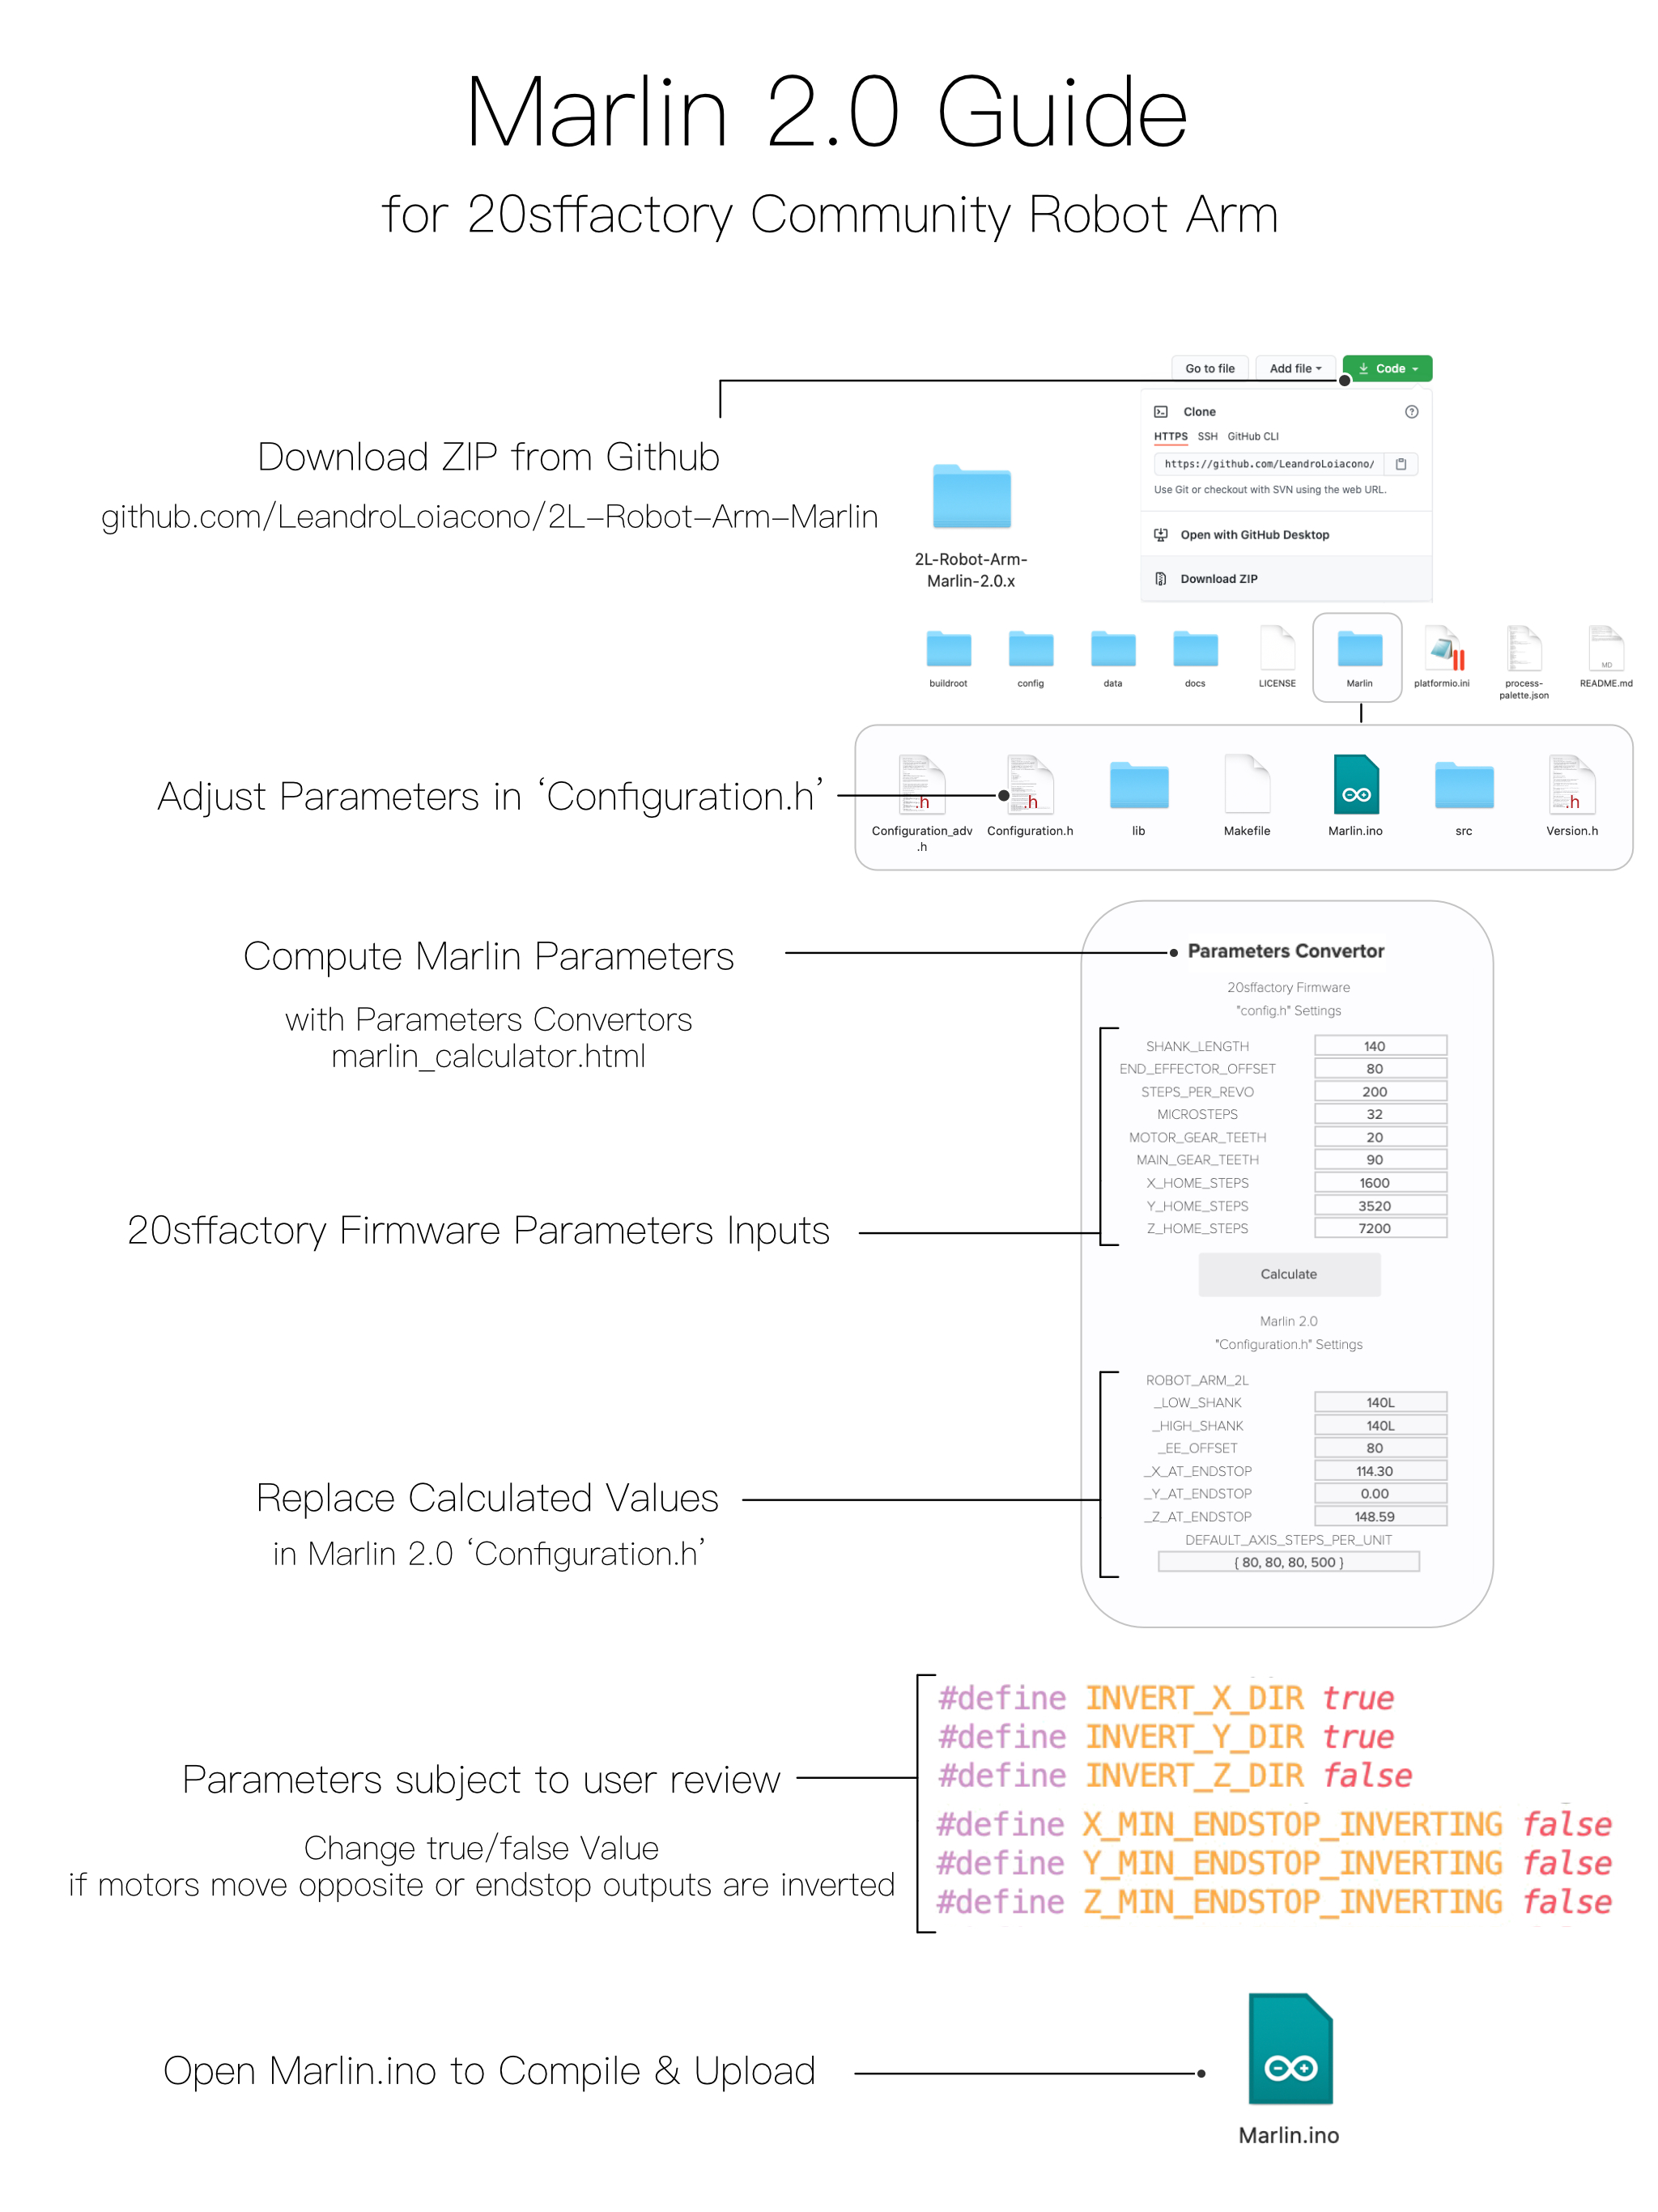 Marlin 2.0 Guide
for 20sffactory Community Robot Arm
Go to file
Add file
Code
Clone
HTTPS SSH GitHub CLI
https://github.com/LeandroLoiacono/
Use Git or checkout with SVN using the web URL.
Open with GitHub Desktop
Download ZIP
Download ZIP from Github
github.com/LeandroLoiacono/2L-Robot-Arm-Marlin
2L-Robot-Arm-
Marlin-2.0.x
buildroot
config
data
docs
LICENSE
Marlin
platformio.ini
process-
palette.json
MD
README.md
Adjust Parameters in ‘Configuration.h’
.h
Configuration_adv
.h
.h
Configuration.h
lib
Makefile
Marlin.ino
src
.h
Version.h
Compute Marlin Parameters
with Parameters Convertors
marlin_calculator.html
Parameters Convertor
20sffactory Firmware
"config.h" Settings
SHANK_LENGTH 140
END_EFFECTOR_OFFSET 80
STEPS_PER_REVO 200
MICROSTEPS 32
MOTOR_GEAR_TEETH 20
MAIN_GEAR_TEETH 90
X_HOME_STEPS 1600
Y_HOME_STEPS 3520
Z_HOME_STEPS 7200
20sffactory Firmware Parameters Inputs
Calculate
Marlin 2.0
"Configuration.h" Settings
ROBOT_ARM_2L
_LOW_SHANK 140L
_HIGH_SHANK 140L
_EE_OFFSET 80
_X_AT_ENDSTOP 114.30
_Y_AT_ENDSTOP 0.00
_Z_AT_ENDSTOP 148.59
DEFAULT_AXIS_STEPS_PER_UNIT
{ 80, 80, 80, 500 }
Replace Calculated Values
in Marlin 2.0 ‘Configuration.h’
#define INVERT_X_DIR true
#define INVERT_Y_DIR true
#define INVERT_Z_DIR false
#define X_MIN_ENDSTOP_INVERTING false
#define Y_MIN_ENDSTOP_INVERTING false
#define Z_MIN_ENDSTOP_INVERTING false
Parameters subject to user review
Change true/false Value
if motors move opposite or endstop outputs are inverted
Open Marlin.ino to Compile & Upload
Marlin.ino